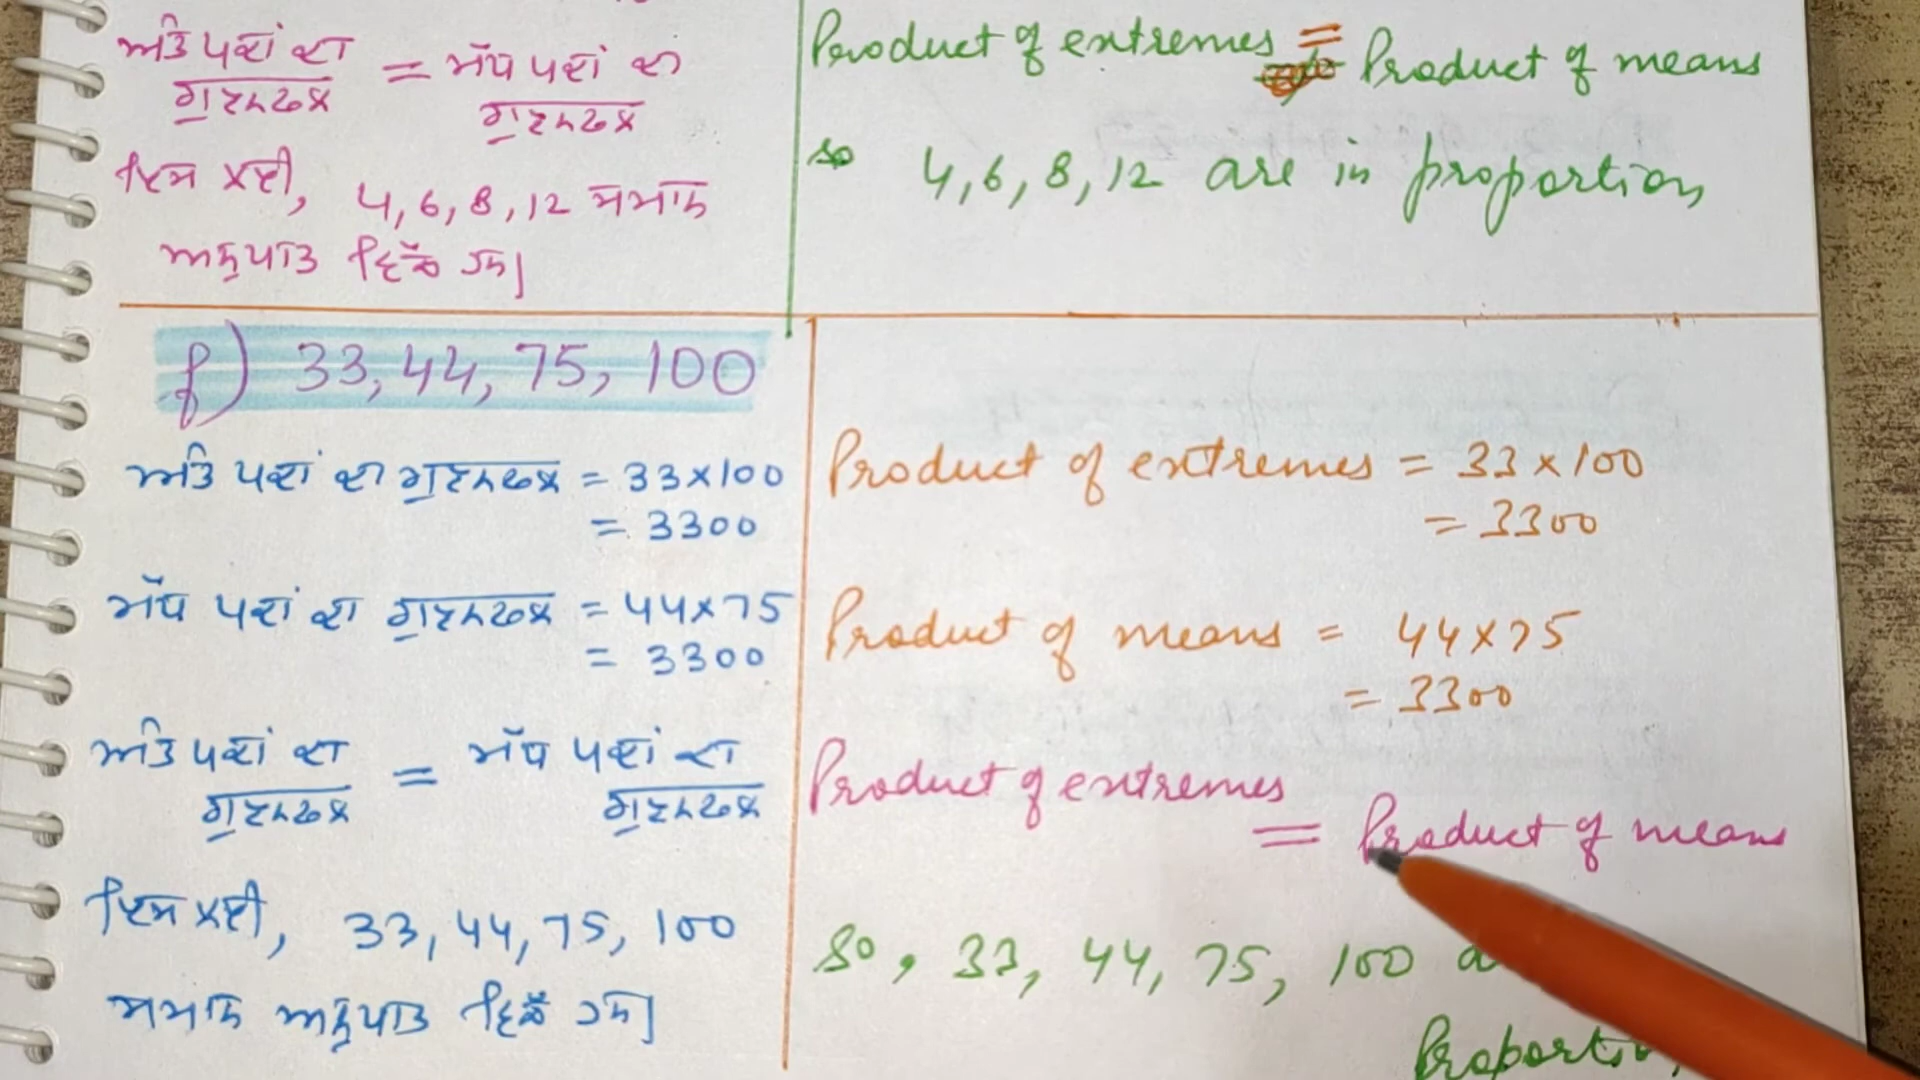 ਅੰਤ ਪਦਾਂ ਦਾ = ਮੱਧ ਪਦਾਂ ਦਾ
ਗੁਣਨਫਲ ਗੁਣਨਫਲ
ਇਸ ਲਈ, 4, 6, 8, 12 ਸਮਾਨ
ਅਨੁਪਾਤ ਵਿੱਚ ਹਨ।
Product of extremes = Product of means
so 4, 6, 8, 12 are in proportion
f) 33, 44, 75, 100
ਅੰਤ ਪਦਾਂ ਦਾ ਗੁਣਨਫਲ = 33×100
= 3300
ਮੱਧ ਪਦਾਂ ਦਾ ਗੁਣਨਫਲ = 44×75
= 3300
ਅੰਤ ਪਦਾਂ ਦਾ = ਮੱਧ ਪਦਾਂ ਦਾ
ਗੁਣਨਫਲ ਗੁਣਨਫਲ
ਇਸ ਲਈ, 33, 44, 75, 100
ਸਮਾਨ ਅਨੁਪਾਤ ਵਿੱਚ ਹਨ।
Product of extremes = 33×100
= 3300
Product of means = 44×75
= 3300
Product of extremes
= Product of means
So, 33, 44, 75, 100